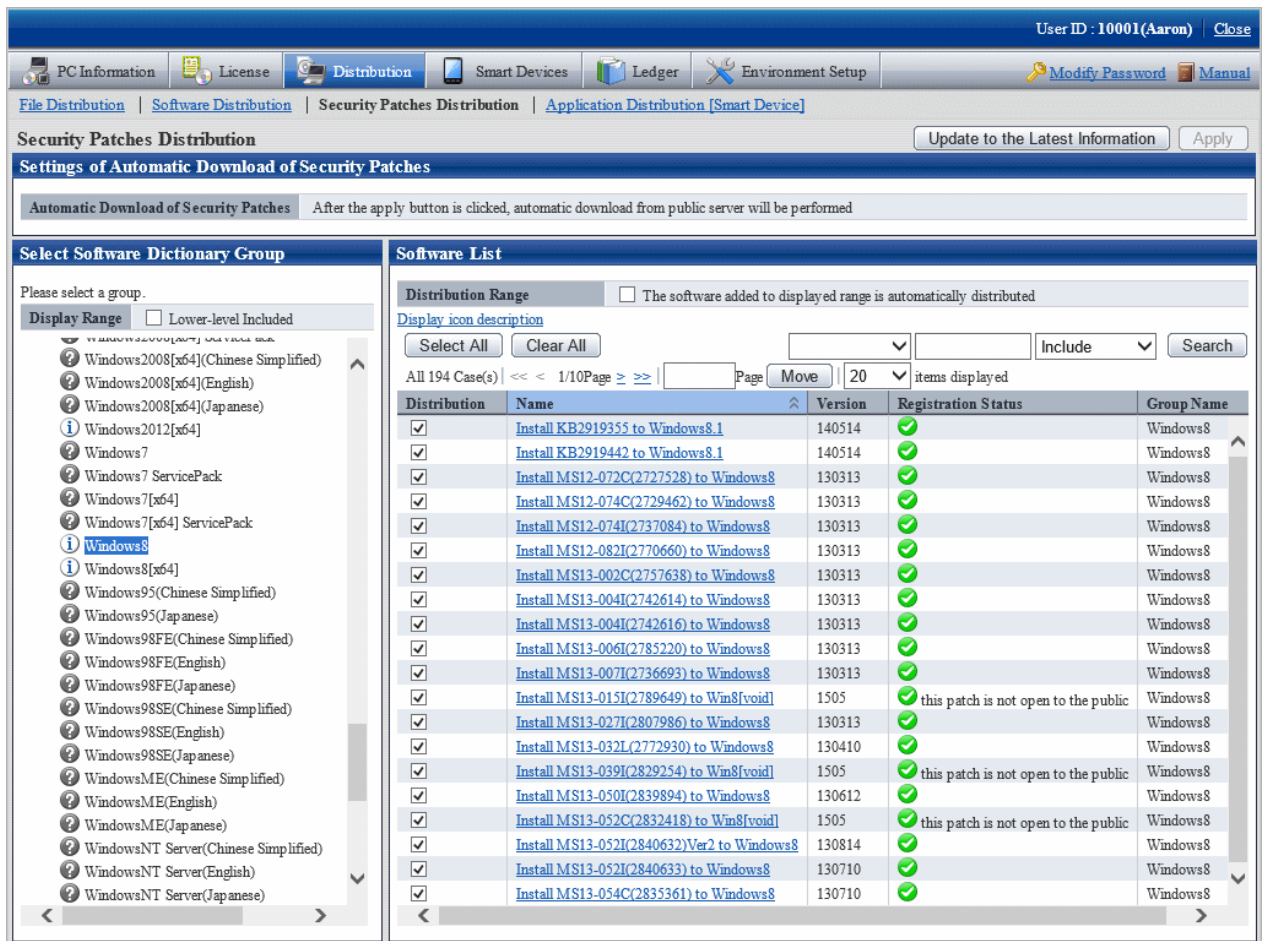 User ID : 10001(Aaron) Close
PC Information License Distribution Smart Devices Ledger Environment Setup Modify Password Manual
File Distribution | Software Distribution | Security Patches Distribution | Application Distribution [Smart Device]
Security Patches Distribution Update to the Latest Information Apply
Settings of Automatic Download of Security Patches
Automatic Download of Security Patches After the apply button is clicked, automatic download from public server will be performed
Select Software Dictionary Group
Please select a group.
Display Range Lower-level Included
Windows2008[x64] ServicePack
Windows2008[x64](Chinese Simplified)
Windows2008[x64](English)
Windows2008[x64](Japanese)
Windows2012[x64]
Windows7
Windows7 ServicePack
Windows7[x64]
Windows7[x64] ServicePack
Windows8
Windows8[x64]
Windows95(Chinese Simplified)
Windows95(Japanese)
Windows98FE(Chinese Simplified)
Windows98FE(English)
Windows98FE(Japanese)
Windows98SE(Chinese Simplified)
Windows98SE(English)
Windows98SE(Japanese)
WindowsME(Chinese Simplified)
WindowsME(English)
WindowsME(Japanese)
WindowsNT Server(Chinese Simplified)
WindowsNT Server(English)
WindowsNT Server(Japanese)
Software List
Distribution Range The software added to displayed range is automatically distributed
Display icon description
Select All Clear All Include Search
All 194 Case(s) | << < 1/10Page > >> | Page Move | 20 items displayed
Distribution Name Version Registration Status Group Name
Install KB2919355 to Windows8.1 140514 Windows8
Install KB2919442 to Windows8.1 140514 Windows8
Install MS12-072C(2727528) to Windows8 130313 Windows8
Install MS12-074C(2729462) to Windows8 130313 Windows8
Install MS12-074I(2737084) to Windows8 130313 Windows8
Install MS12-082I(2770660) to Windows8 130313 Windows8
Install MS13-002C(2757638) to Windows8 130313 Windows8
Install MS13-004I(2742614) to Windows8 130313 Windows8
Install MS13-004I(2742616) to Windows8 130313 Windows8
Install MS13-006I(2785220) to Windows8 130313 Windows8
Install MS13-007I(2736693) to Windows8 130313 Windows8
Install MS13-015I(2789649) to Win8[void] 1505 this patch is not open to the public Windows8
Install MS13-027I(2807986) to Windows8 130313 Windows8
Install MS13-032L(2772930) to Windows8 130410 Windows8
Install MS13-039I(2829254) to Win8[void] 1505 this patch is not open to the public Windows8
Install MS13-050I(2839894) to Windows8 130612 Windows8
Install MS13-052C(2832418) to Win8[void] 1505 this patch is not open to the public Windows8
Install MS13-052I(2840632)Ver2 to Windows8 130814 Windows8
Install MS13-052I(2840633) to Windows8 130710 Windows8
Install MS13-054C(2835361) to Windows8 130710 Windows8